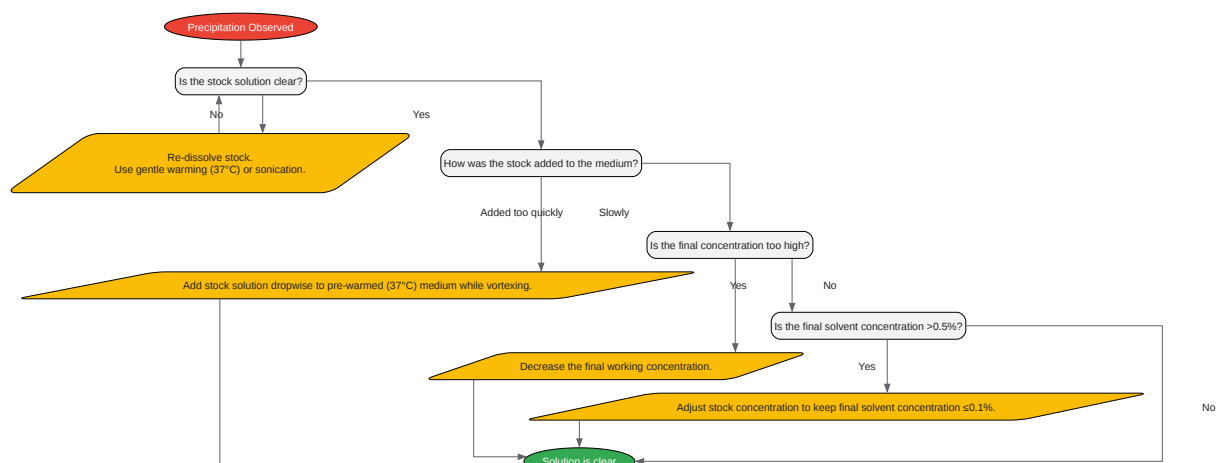 Precipitation Observed
Is the stock solution clear?
No
Yes
Re-dissolve stock.
Use gentle warming (37°C) or sonication.
How was the stock added to the medium?
Added too quickly
Slowly
Is the final concentration too high?
Add stock solution dropwise to pre-warmed (37°C) medium while vortexing.
Yes
No
Is the final solvent concentration >0.5%?
Decrease the final working concentration.
Yes
Adjust stock concentration to keep final solvent concentration ≤0.1%.
No
Solution is clear